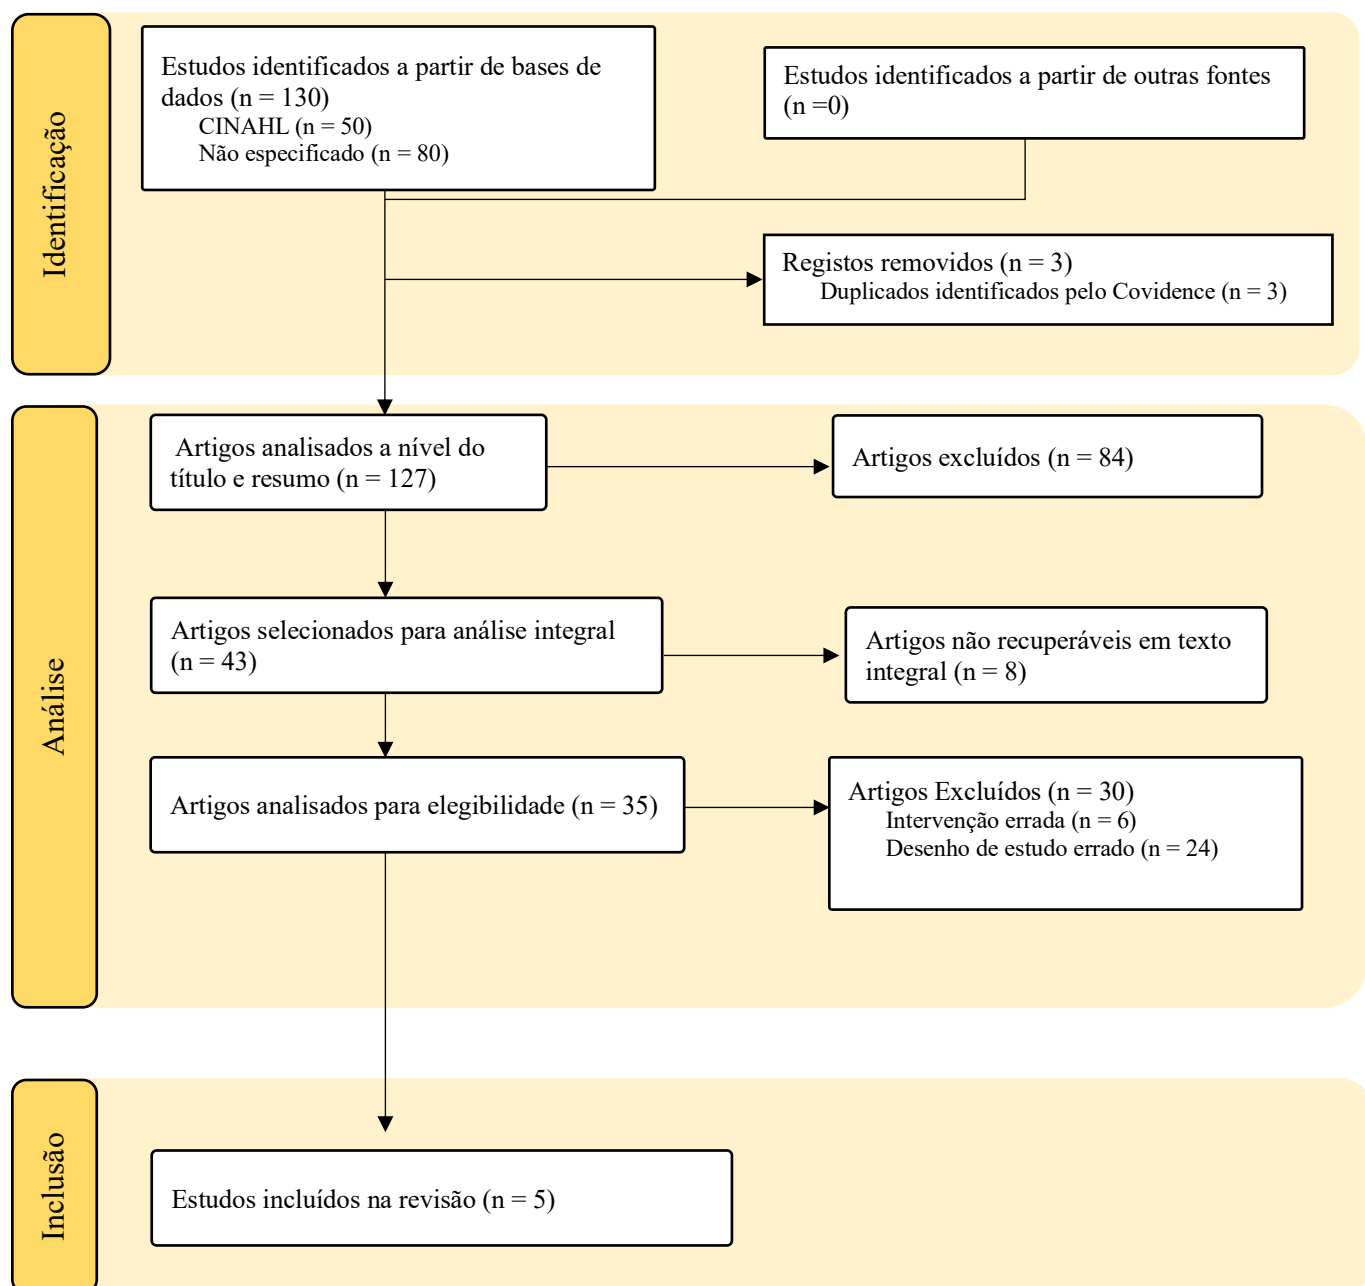 Identificação
Estudos identificados a partir de bases de
dados (n = 130)
CINAHL (n = 50)
Não especificado (n = 80)
Estudos identificados a partir de outras fontes
(n =0)
Registos removidos (n = 3)
Duplicados identificados pelo Covidence (n = 3)
Análise
Artigos analisados a nível do
título e resumo (n = 127)
Artigos excluídos (n = 84)
Artigos selecionados para análise integral
(n = 43)
Artigos não recuperáveis em texto
integral (n = 8)
Artigos analisados para elegibilidade (n = 35)
Artigos Excluídos (n = 30)
Intervenção errada (n = 6)
Desenho de estudo errado (n = 24)
Inclusão
Estudos incluídos na revisão (n = 5)